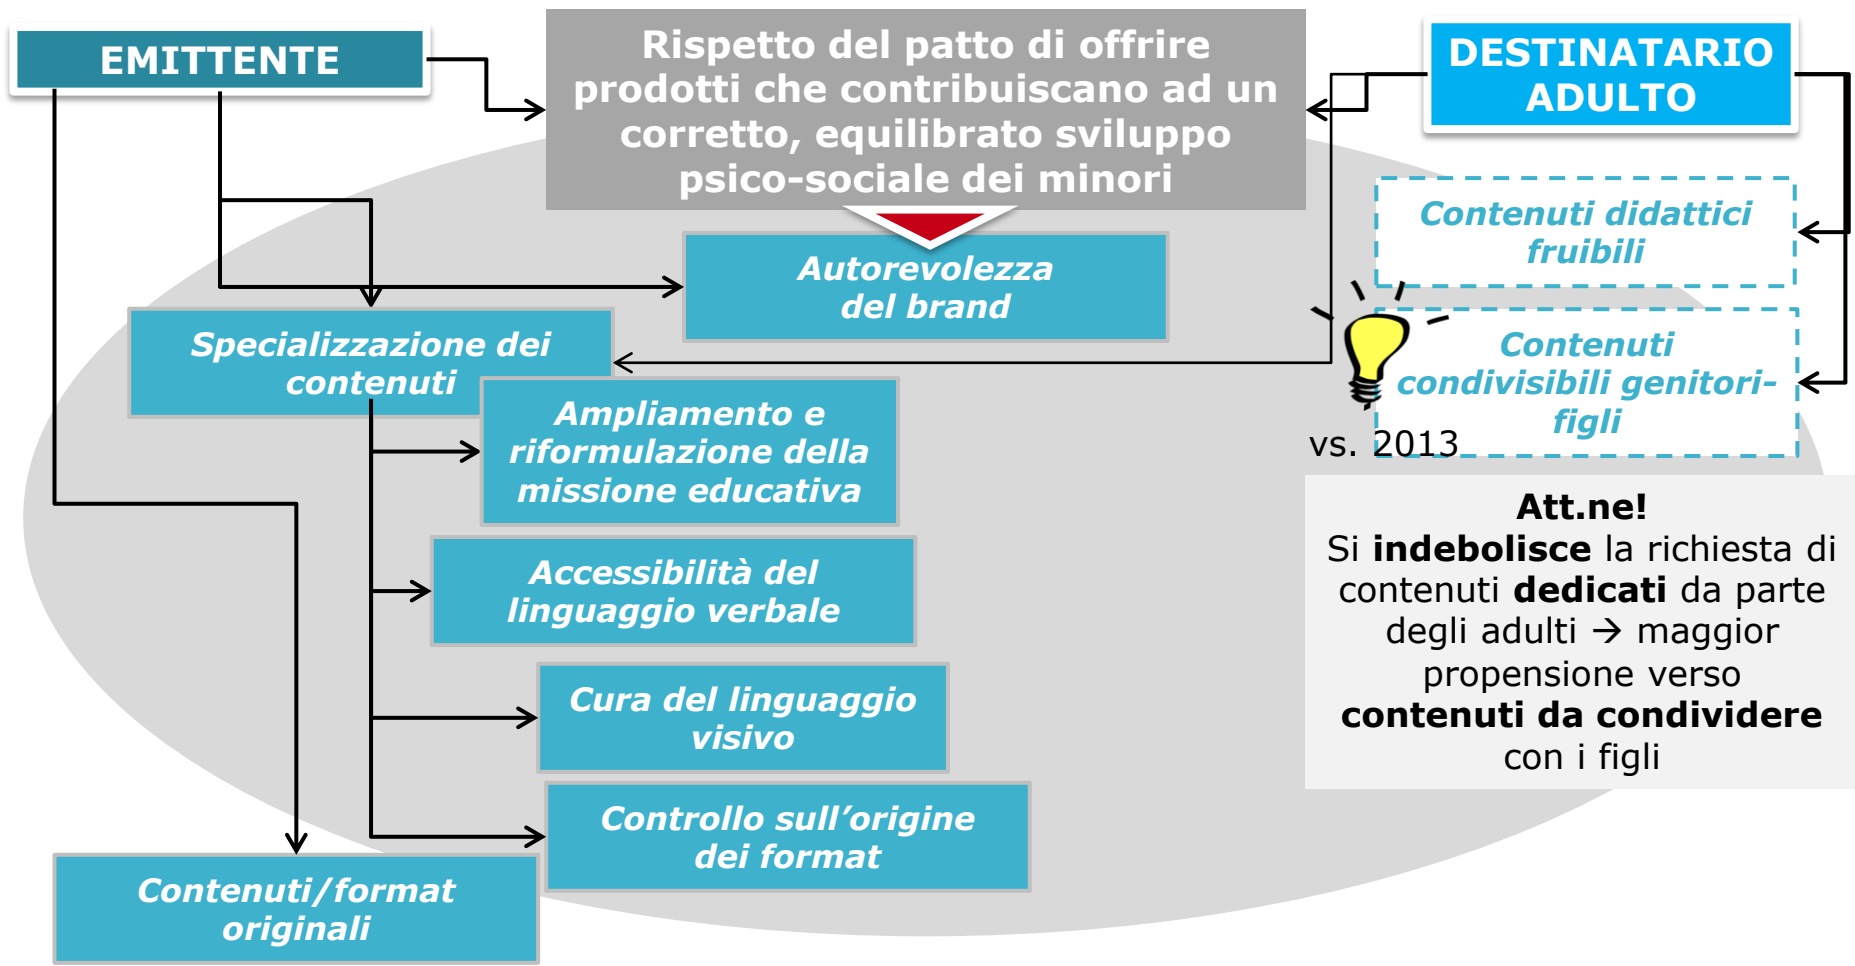 EMITTENTE
Rispetto del patto di offrire
prodotti che contribuiscano ad un
corretto, equilibrato sviluppo
psico-sociale dei minori
DESTINATARIO
ADULTO
Contenuti didattici
fruibili
Autorevolezza
del brand
Specializzazione dei
contenuti
Contenuti
condivisibili genitori-
figli
Ampliamento e
riformulazione della
missione educativa
vs. 2013
Att.ne!
Si indebolisce la richiesta di
contenuti dedicati da parte
degli adulti → maggior
propensione verso
contenuti da condividere
con i figli
Accessibilità del
linguaggio verbale
Cura del linguaggio
visivo
Controllo sull’origine
dei format
Contenuti/format
originali